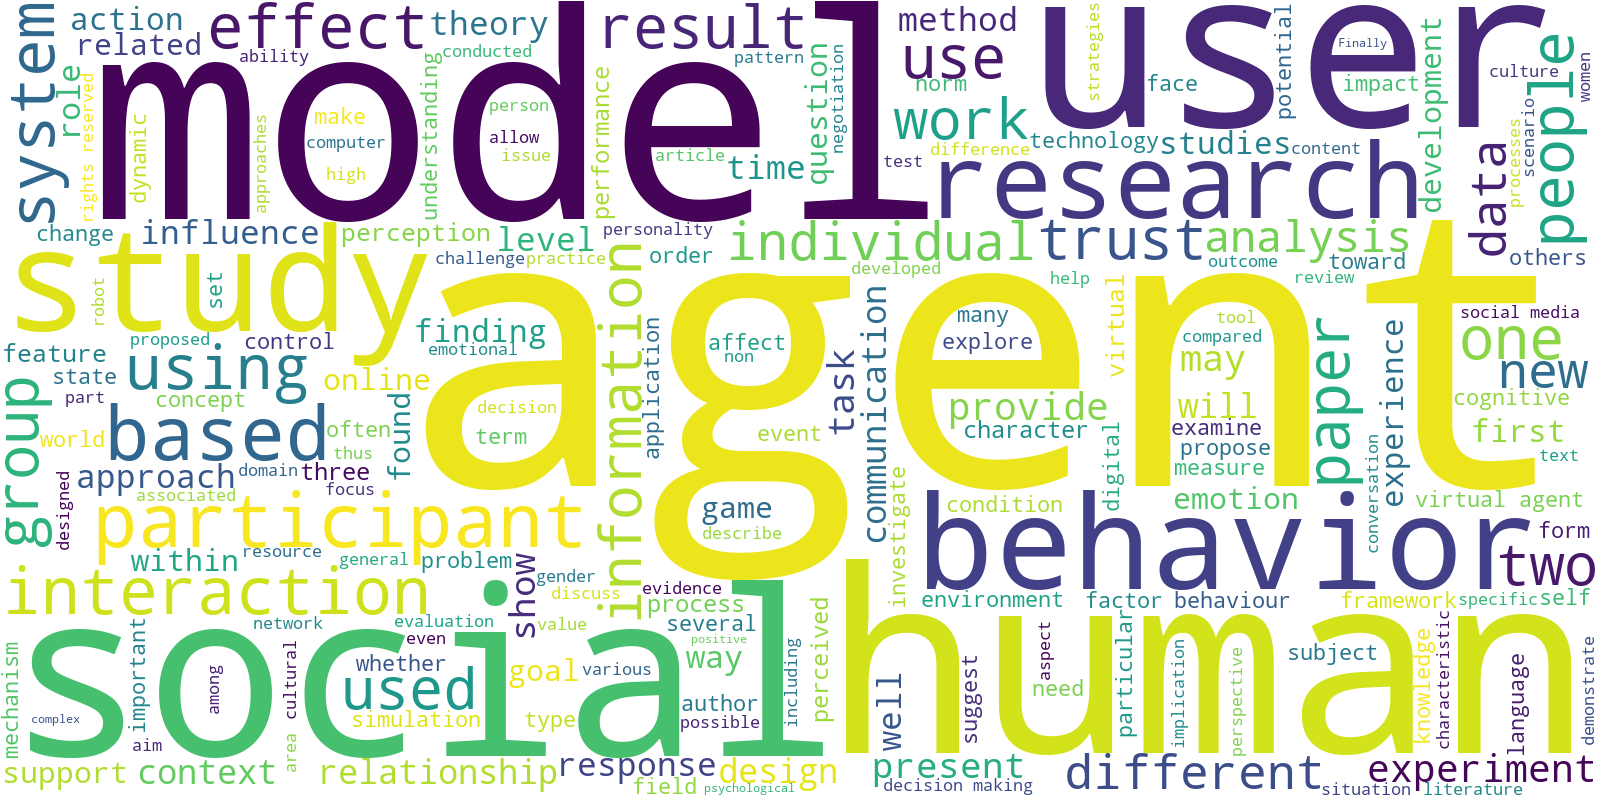 action
related
effect
ability
theory
conducted
result
pattern
method
use
user
strategies
Finally
face
potential
impact
development
culture
women
people
system
role
rights reserved
model
make
computer
high
dynamic
approaches
understanding
person
allow
issue
performance
article
time
question
negotiation
norm
work
test
difference
technology
studies
content
research
data
processes
scenario
change
influence
perception
level
personality
order
individual
developed
trust
analysis
outcome
toward
review
others
help
study
robot
set
challenge
practice
agent
information
proposed
control
finding
emotional
feature
state
part
using
concept
online
application
affect
non
task
communication
many
explore
virtual
may
tool
compared
social media
one
new
experience
paper
cognitive
first
text
group
world
based
often
thus
found
decision
term
event
provide
character
will
examine
propose
measure
digital
conversation
approach
domain
three
focus
associated
designed
participant
game
describe
investigate
condition
emotion
virtual agent
form
within
resource
general
problem
behavior
two
interaction
show
gender
discuss
value
evidence
process
several
environment
factor
behaviour
framework
specific
self
network
evaluation
even
positive
mechanism
important
among
cultural
area
social
whether
used
simulation
goal
various
type
way
author
possible
including
perceived
human
well
suggest
aspect
need
particular
implication
perspective
subject
knowledge
characteristic
language
demonstrate
complex
aim
support
context
relationship
response
field
design
psychological
present
decision making
different
situation
experiment
literature